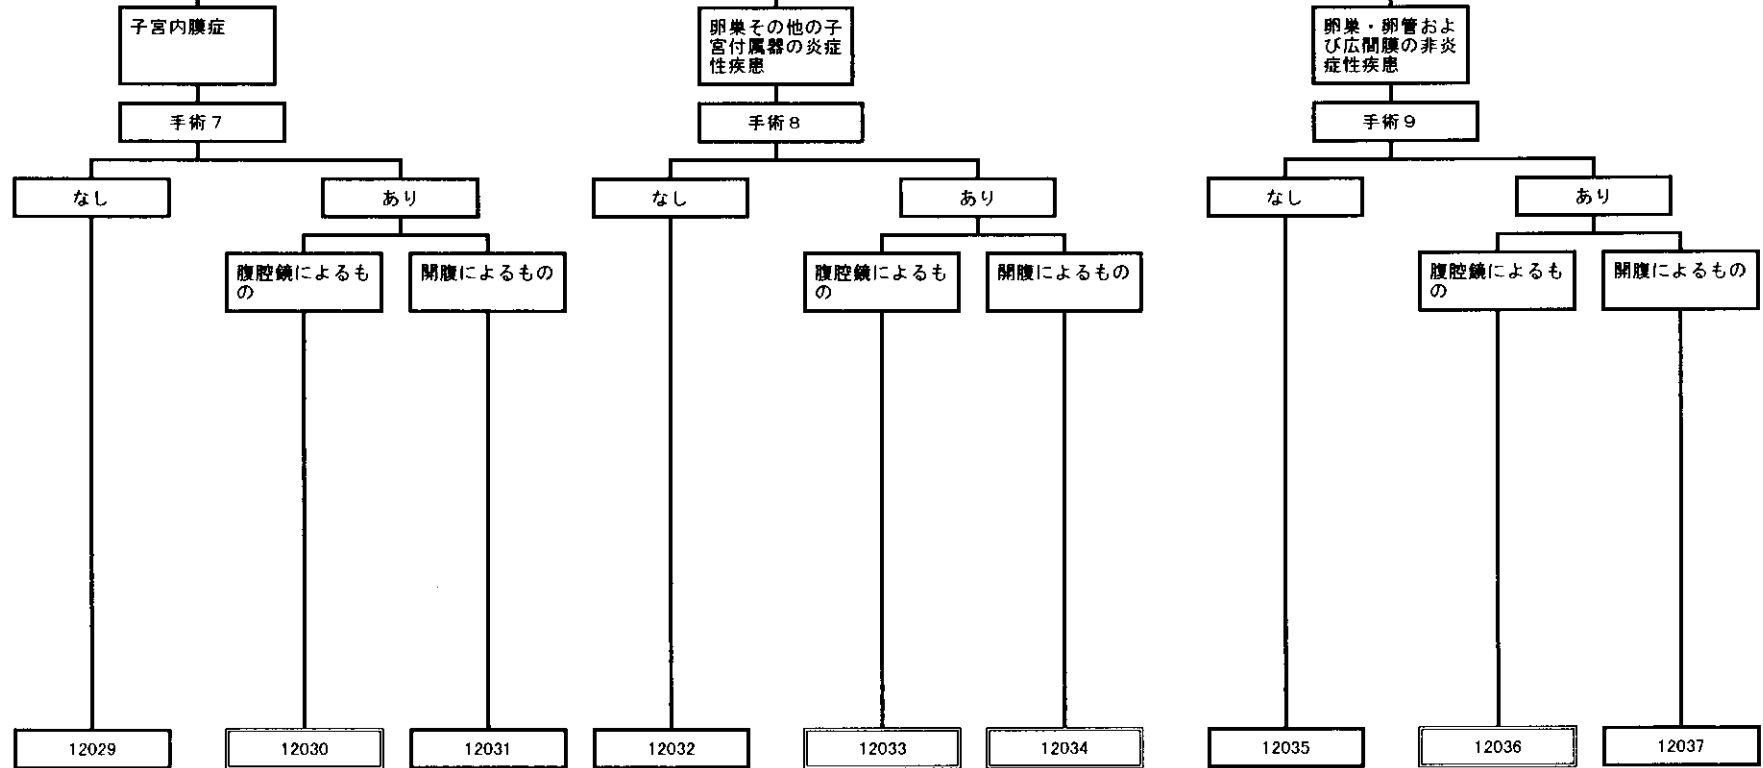 子宮内膜症
手術7
なし
あり
腹腔鏡によるも
の
開腹によるもの
12029
12030
12031
卵巣その他の子
宮付属器の炎症
性疾患
手術8
なし
あり
腹腔鏡によるも
の
開腹によるもの
12032
12033
12034
卵巣・卵管およ
び広間膜の非炎
症性疾患
手術9
なし
あり
腹腔鏡によるも
の
開腹によるもの
12035
12036
12037